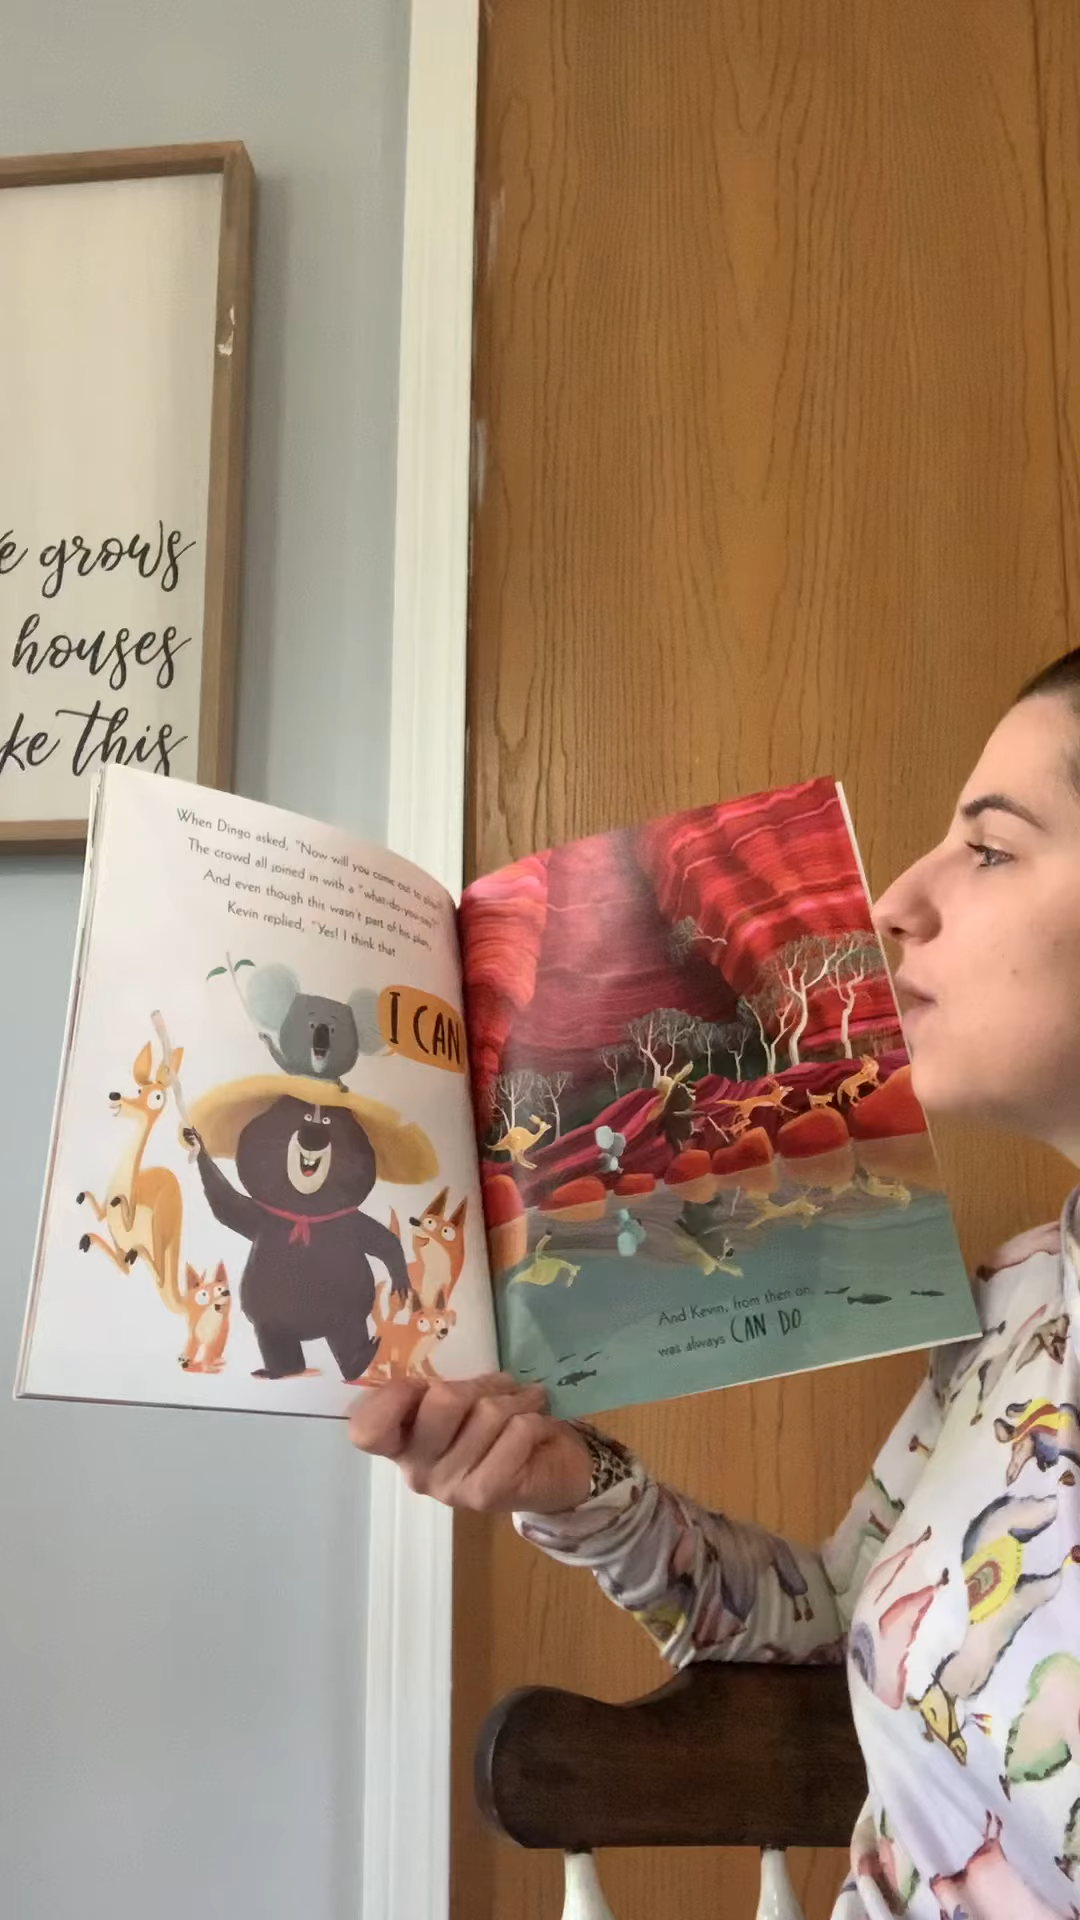 e grows
houses
ke this
When Dingo asked, "Now will you come out to play?"
The crowd all joined in with a "what-do-you-say?"
And even though this wasn't part of his plan,
Kevin replied, "Yes! I think that
I CAN
And Kevin, from then on,
was always CAN DO